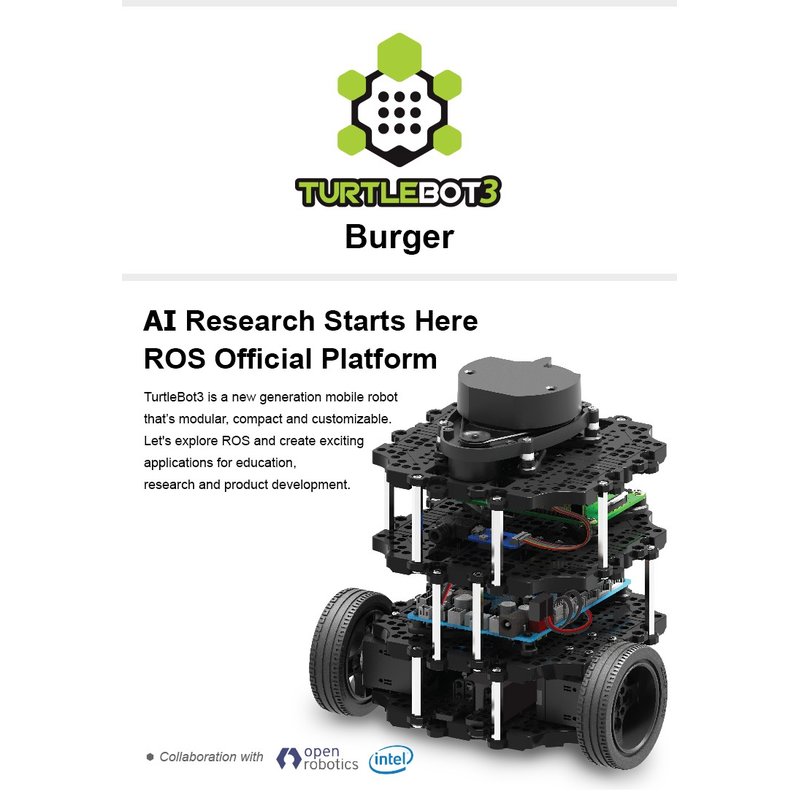 TURTLEBOT3
Burger
AI Research Starts Here
ROS Official Platform
TurtleBot3 is a new generation mobile robot
that's modular, compact and customizable.
Let's explore ROS and create exciting
applications for education,
research and product development.
Collaboration with
open
robotics
intel